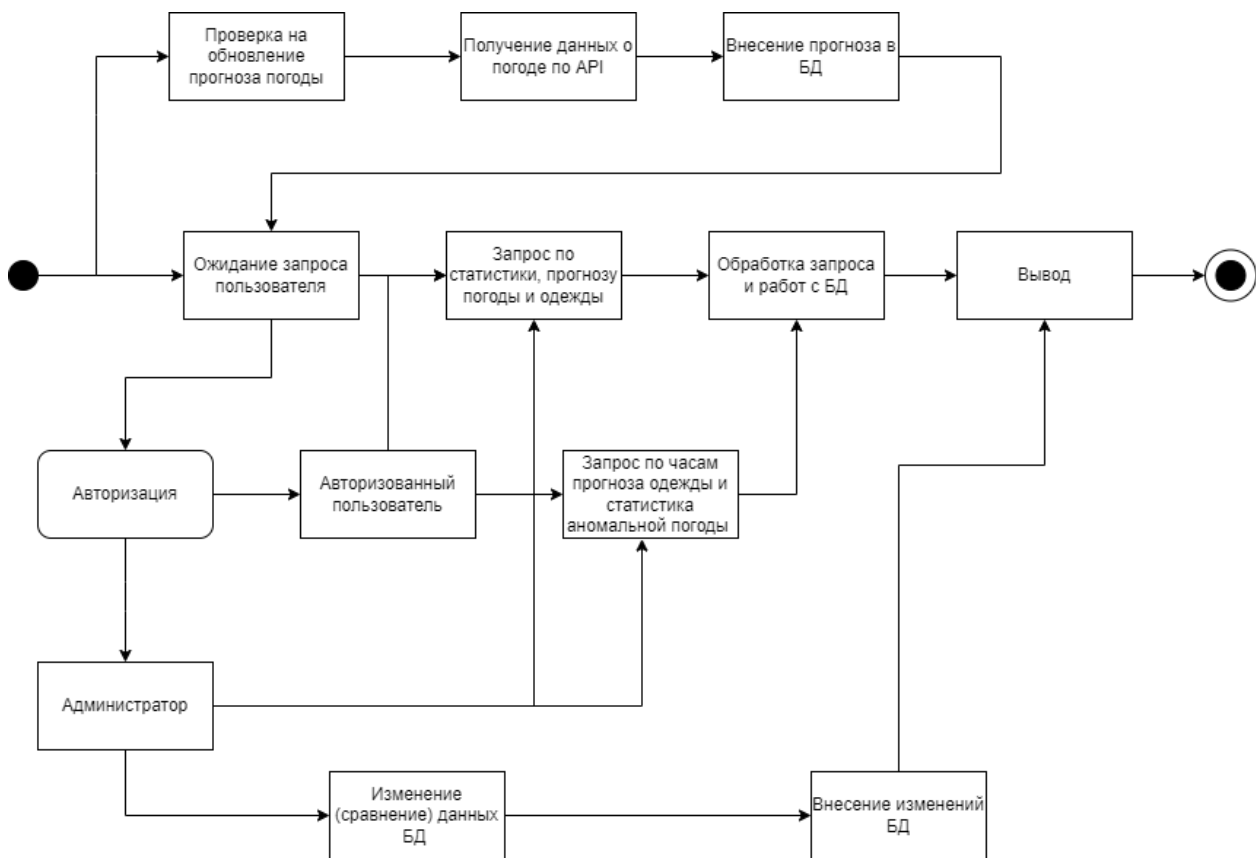 Проверка на
обновление
прогноза погоды
Получение данных о
погоде по API
Внесение прогноза в
БД
Ожидание запроса
пользователя
Запрос по
статистики, прогнозу
погоды и одежды
Обработка запроса
и работ с БД
Вывод
Авторизация
Авторизованный
пользователь
Запрос по часам
прогноза одежды и
статистика
аномальной погоды
Администратор
Изменение
(сравнение) данных
БД
Внесение изменений
БД